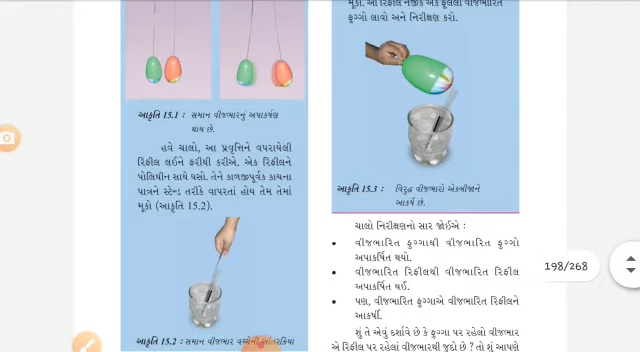 આકૃતિ 15.1 : સમાન વીજભારનું અપાકર્ષણ
થાય છે.
હવે ચાલો, આ પ્રવૃત્તિને વપરાયેલી
રિફીલ લઈને ફરીથી કરીએ. એક રિફીલને
પોલિથીન સાથે ઘસો. તેને કાળજીપૂર્વક કાચના
પાત્રને સ્ટેન્ડ તરીકે વાપરતાં હોય તેમ તેમાં
મૂકો (આકૃતિ 15.2).
આકૃતિ 15.2 : સમાન વીજભાર વચ્ચેની આંતરક્રિયા
મૂકો. આ રિફીલ નજીક એક ફૂલેલો વીજભારિત
ફુગ્ગો લાવો અને નિરીક્ષણ કરો.
આકૃતિ 15.3 : વિરુદ્ધ વીજભારો એકબીજાને
આકર્ષે છે.
ચાલો નિરીક્ષણનો સાર જોઈએ :
• વીજભારિત ફુગ્ગાથી વીજભારિત ફુગ્ગો
અપાકર્ષિત થયો.
• વીજભારિત રિફીલથી વીજભારિત રિફીલ
અપાકર્ષિત થઈ.
• પણ, વીજભારિત ફુગ્ગાએ વીજભારિત રિફીલને
આકર્ષી.
શું તે એવું દર્શાવે છે કે ફુગ્ગા પર રહેલો વીજભાર
એ રિફીલ પર રહેલાં વીજભારથી જુદો છે ? તો શું આપણે
198/268